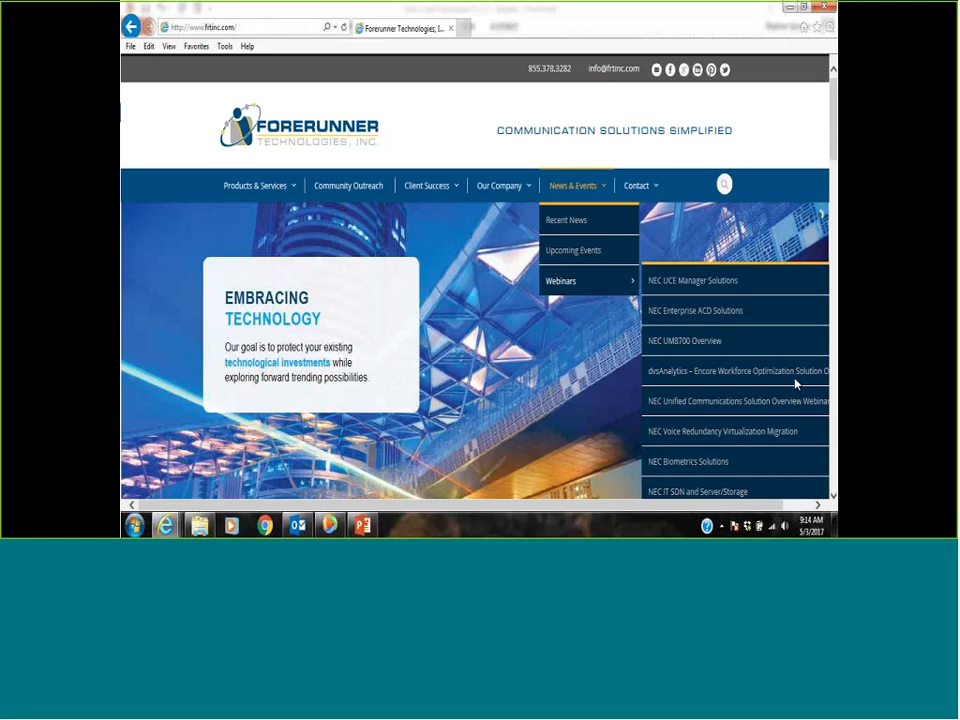 http://www.frtinc.com/
Forerunner Technologies, I...
File Edit View Favorites Tools Help
855.378.3282 info@frtinc.com
FORERUNNER
TECHNOLOGIES, INC.
COMMUNICATION SOLUTIONS SIMPLIFIED
Products & Services Community Outreach Client Success Our Company News & Events Contact
Recent News
Upcoming Events
Webinars
NEC UCE Manager Solutions
NEC Enterprise ACD Solutions
NEC UM8700 Overview
dvsAnalytics – Encore Workforce Optimization Solution O
NEC Unified Communications Solution Overview Webinar
NEC Voice Redundancy Virtualization Migration
NEC Biometrics Solutions
NEC IT SDN and Server/Storage
EMBRACING
TECHNOLOGY
Our goal is to protect your existing
technological investments while
exploring forward trending possibilities.
9:14 AM
5/3/2017